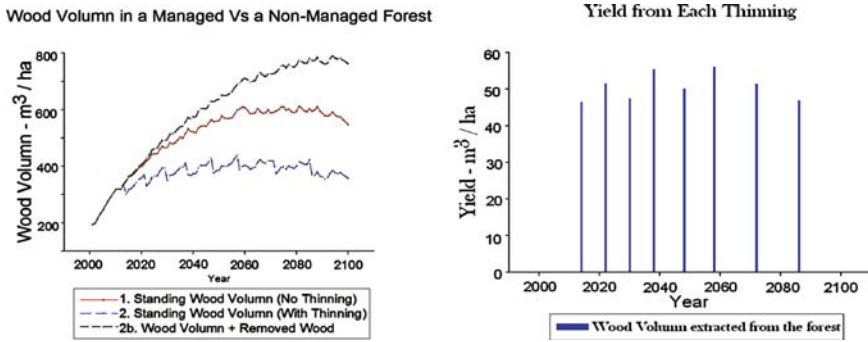 Wood Volumn in a Managed Vs a Non-Managed Forest
Wood Volumn - m³ / ha
800
600
400
200
2000 2020 2040 2060 2080 2100
Year
1. Standing Wood Volumn (No Thinning)
2. Standing Wood Volumn (With Thinning)
2b. Wood Volumn + Removed Wood
Yield from Each Thinning
Yield - m³ / ha
60
50
40
30
20
10
0
2000 2020 2040 2060 2080 2100
Year
Wood Volumn extracted from the forest